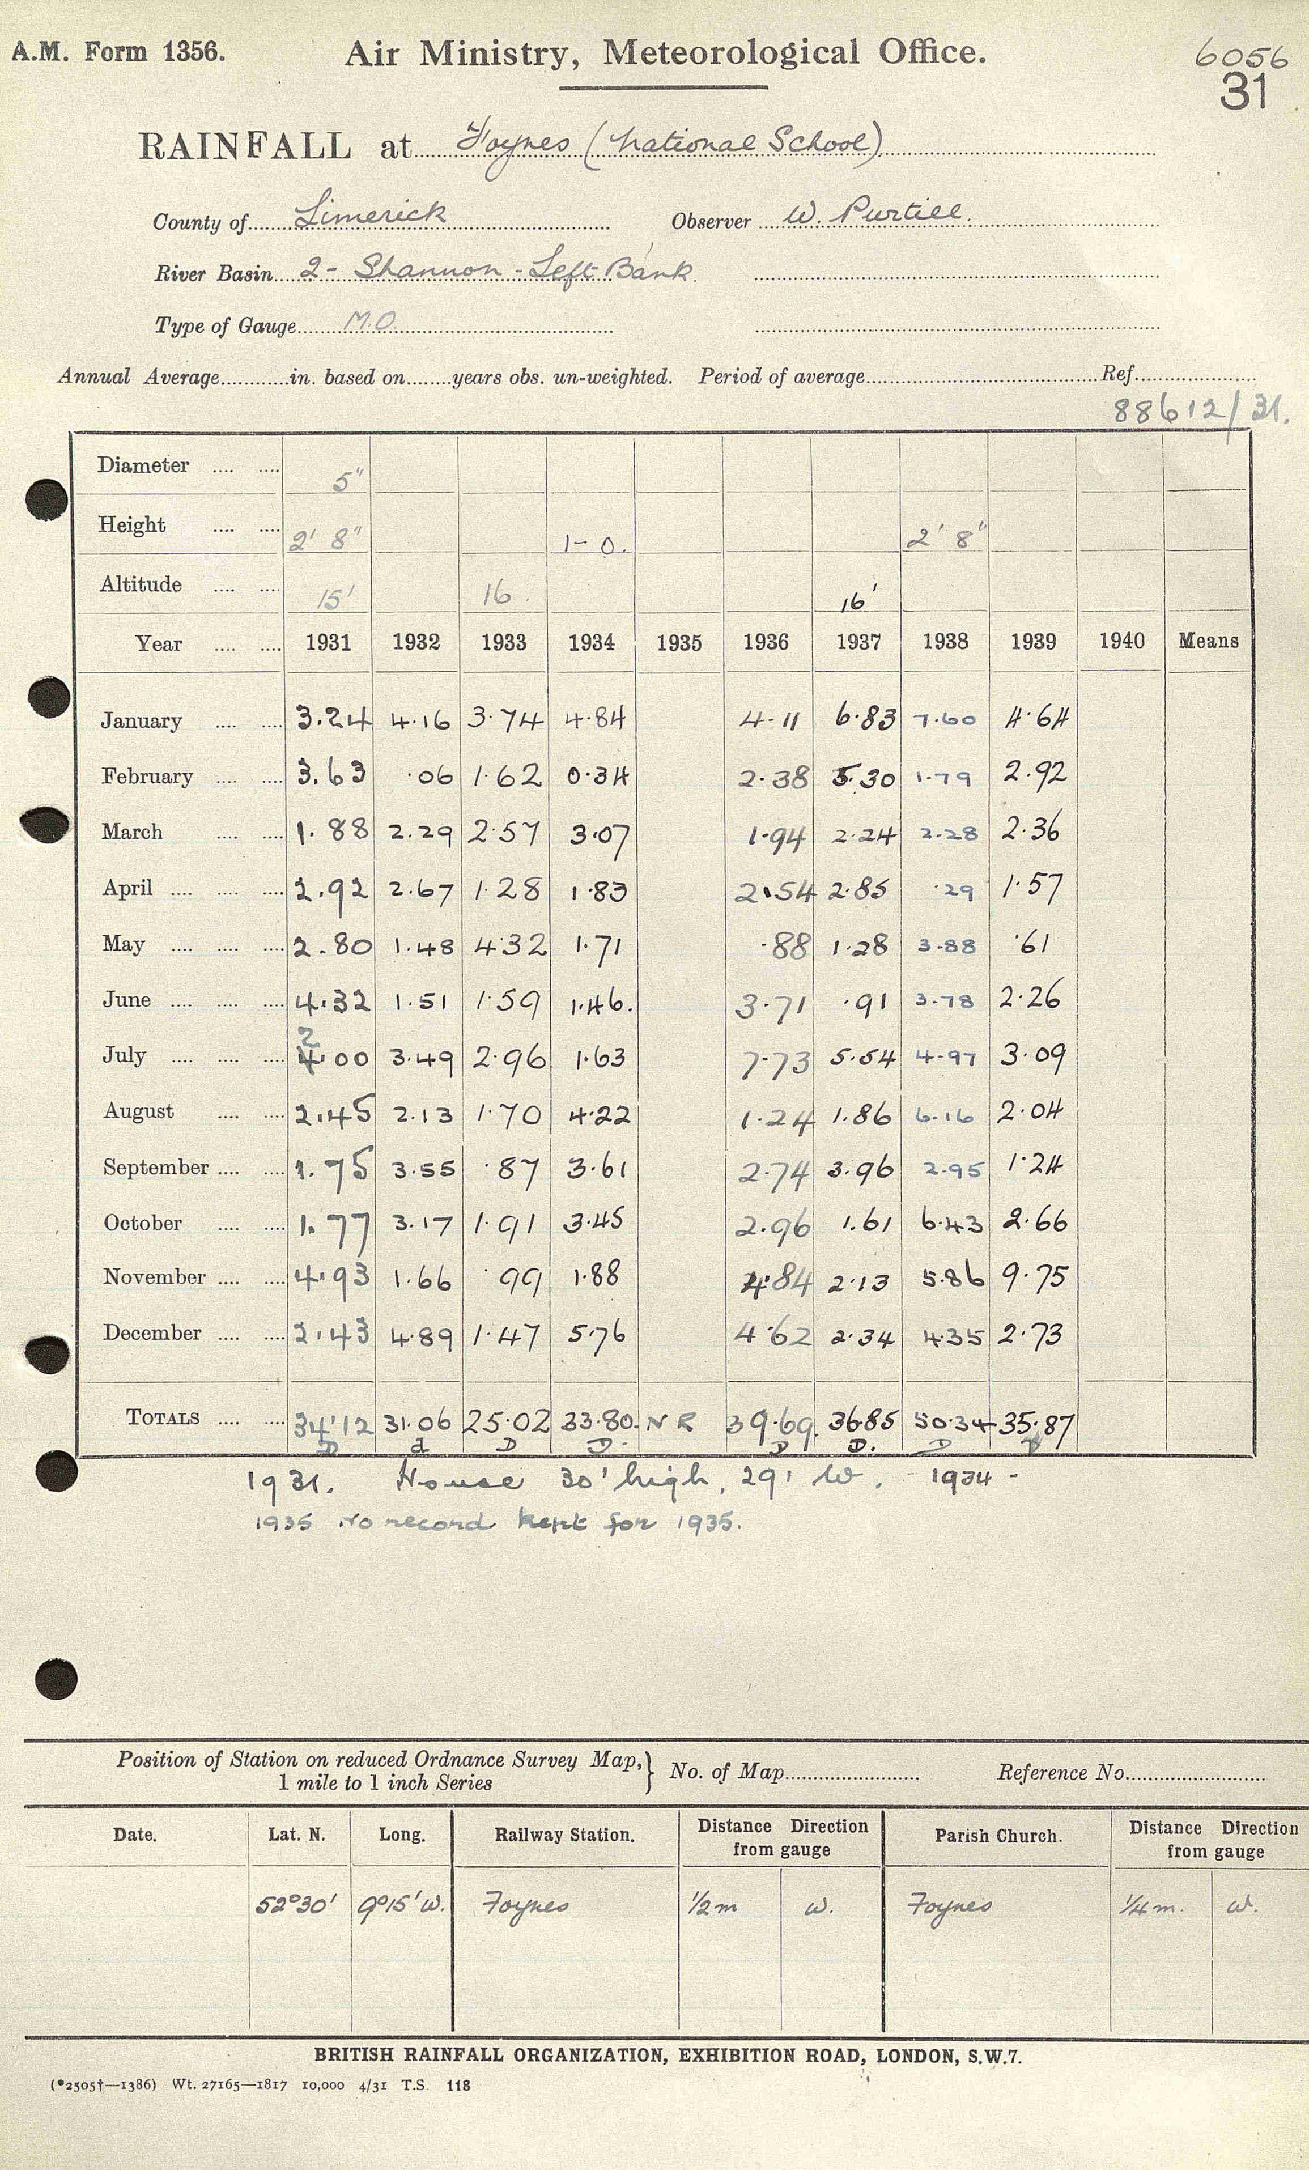 A.M. Form 1356. Air Ministry, Meteorological Office. 6056
31
RAINFALL at Foynes (National School)
County of Limerick Observer W. Purtill.
River Basin 2 - Shannon - Left Bank
Type of Gauge M.O.
Annual Average in. based on years obs. un-weighted. Period of average Ref.
88612/31.
Diameter 5"
Height 2' 8" 1-0. 2' 8"
Altitude 15' 16 16'
Year 1931 1932 1933 1934 1935 1936 1937 1938 1939 1940 Means
January 3.24 4.16 3.74 4.84 4.11 6.83 7.60 4.64
February 3.63 .06 1.62 0.34 2.38 5.30 1.79 2.92
March 1.88 2.29 2.57 3.07 1.94 2.24 2.28 2.36
April 2.92 2.67 1.28 1.83 2.54 2.85 .29 1.57
May 2.80 1.48 4.32 1.71 .88 1.28 3.88 .61
June 4.32 1.51 1.59 1.46. 3.71 .91 3.78 2.26
2
July 4.00 3.49 2.96 1.63 7.73 5.54 4.97 3.09
August 2.45 2.13 1.70 4.22 1.24 1.86 6.16 2.04
September 1.75 3.55 .87 3.61 2.74 3.96 2.95 1.24
October 1.77 3.17 1.91 3.45 2.96 1.61 6.43 2.66
November 4.93 1.66 .99 1.88 4.84 2.13 5.86 9.75
December 2.43 4.89 1.47 5.76 4.62 2.34 4.35 2.73
TOTALS 34.12 31.06 25.02 33.80 NR 39.69. 36.85 50.34 35.87
D d D D. D D. D D
1931. House 30' high, 29' W. 1934 -
1935 No record kept for 1935.
Position of Station on reduced Ordnance Survey Map, } No. of Map Reference No.
1 mile to 1 inch Series
Date. Lat. N. Long. Railway Station. Distance Direction from gauge Parish Church. Distance Direction from gauge
52°30' 9°15'W. Foynes 1/2 m W. Foynes 1/4 m. W.
BRITISH RAINFALL ORGANIZATION, EXHIBITION ROAD, LONDON, S.W.7.
(*2505†—1386) Wt. 27165—1817 10,000 4/31 T.S. 118